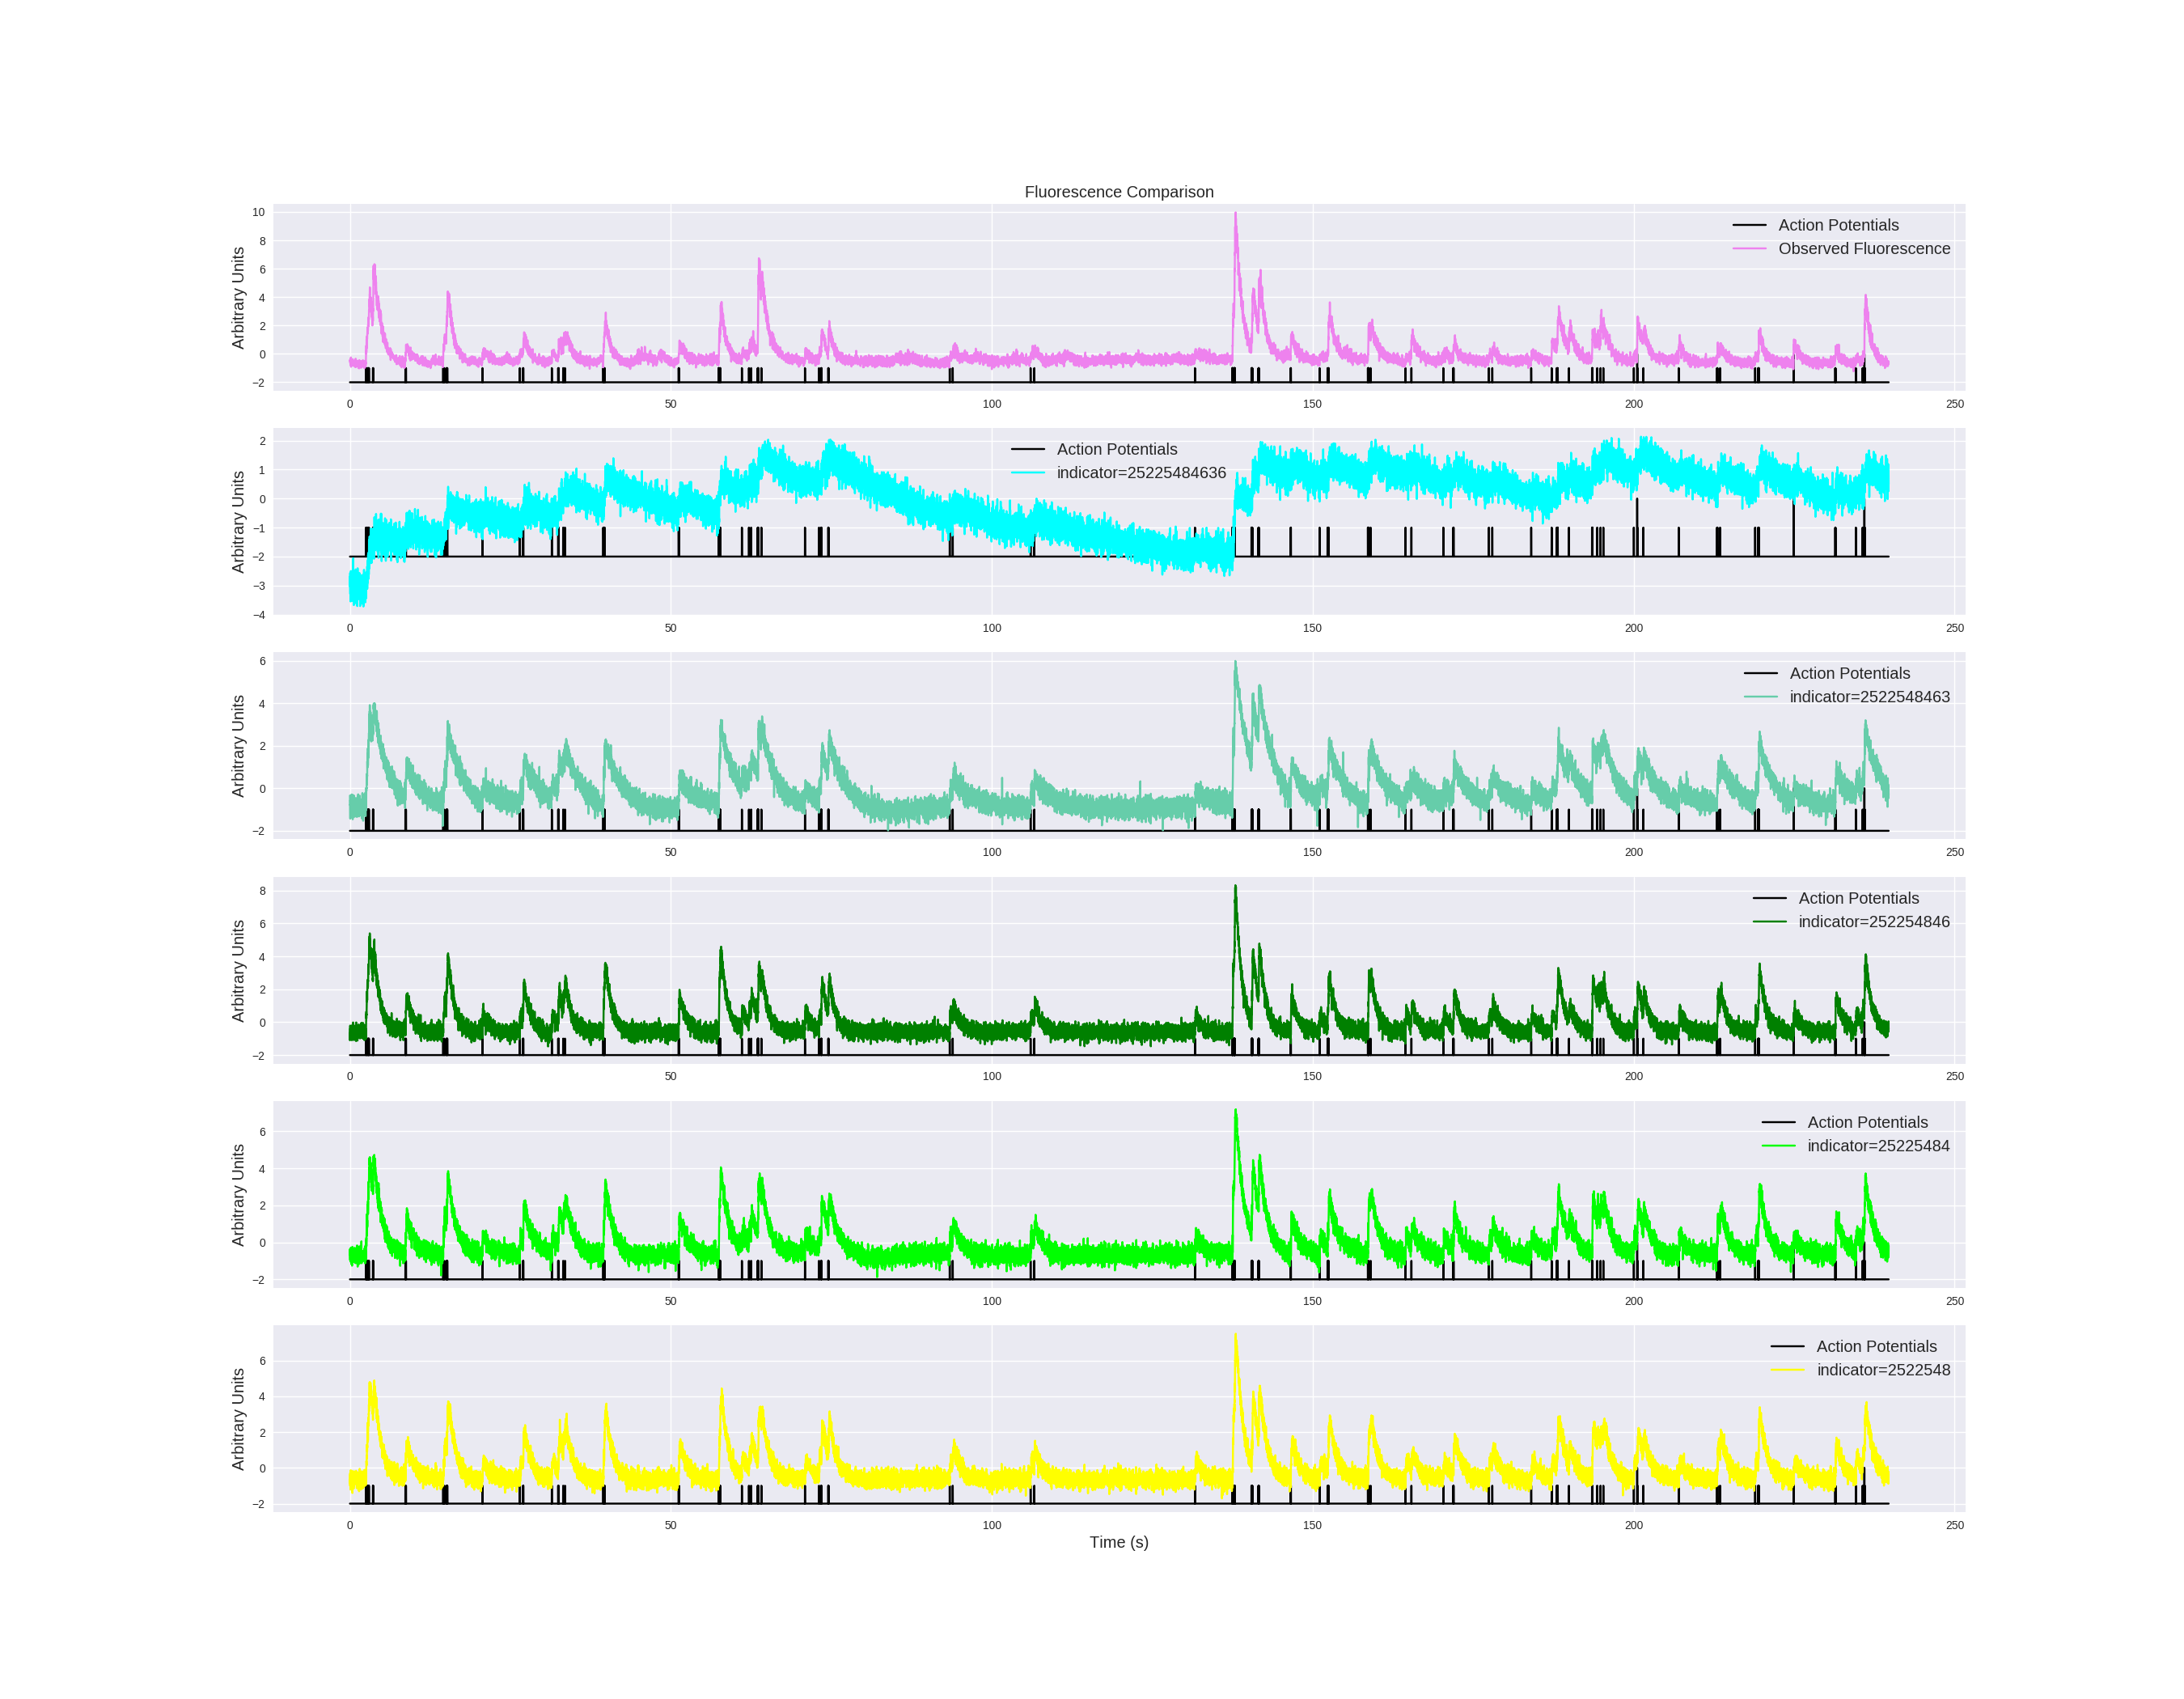 Fluorescence Comparison
Arbitrary Units
10
8
6
4
2
0
−2
Action Potentials
Observed Fluorescence
0 50 100 150 200 250
Arbitrary Units
2
1
0
−1
−2
−3
−4
Action Potentials
indicator=25225484636
0 50 100 150 200 250
Arbitrary Units
6
4
2
0
−2
Action Potentials
indicator=2522548463
0 50 100 150 200 250
Arbitrary Units
8
6
4
2
0
−2
Action Potentials
indicator=252254846
0 50 100 150 200 250
Arbitrary Units
6
4
2
0
−2
Action Potentials
indicator=25225484
0 50 100 150 200 250
Arbitrary Units
6
4
2
0
−2
Action Potentials
indicator=2522548
0 50 100 150 200 250
Time (s)